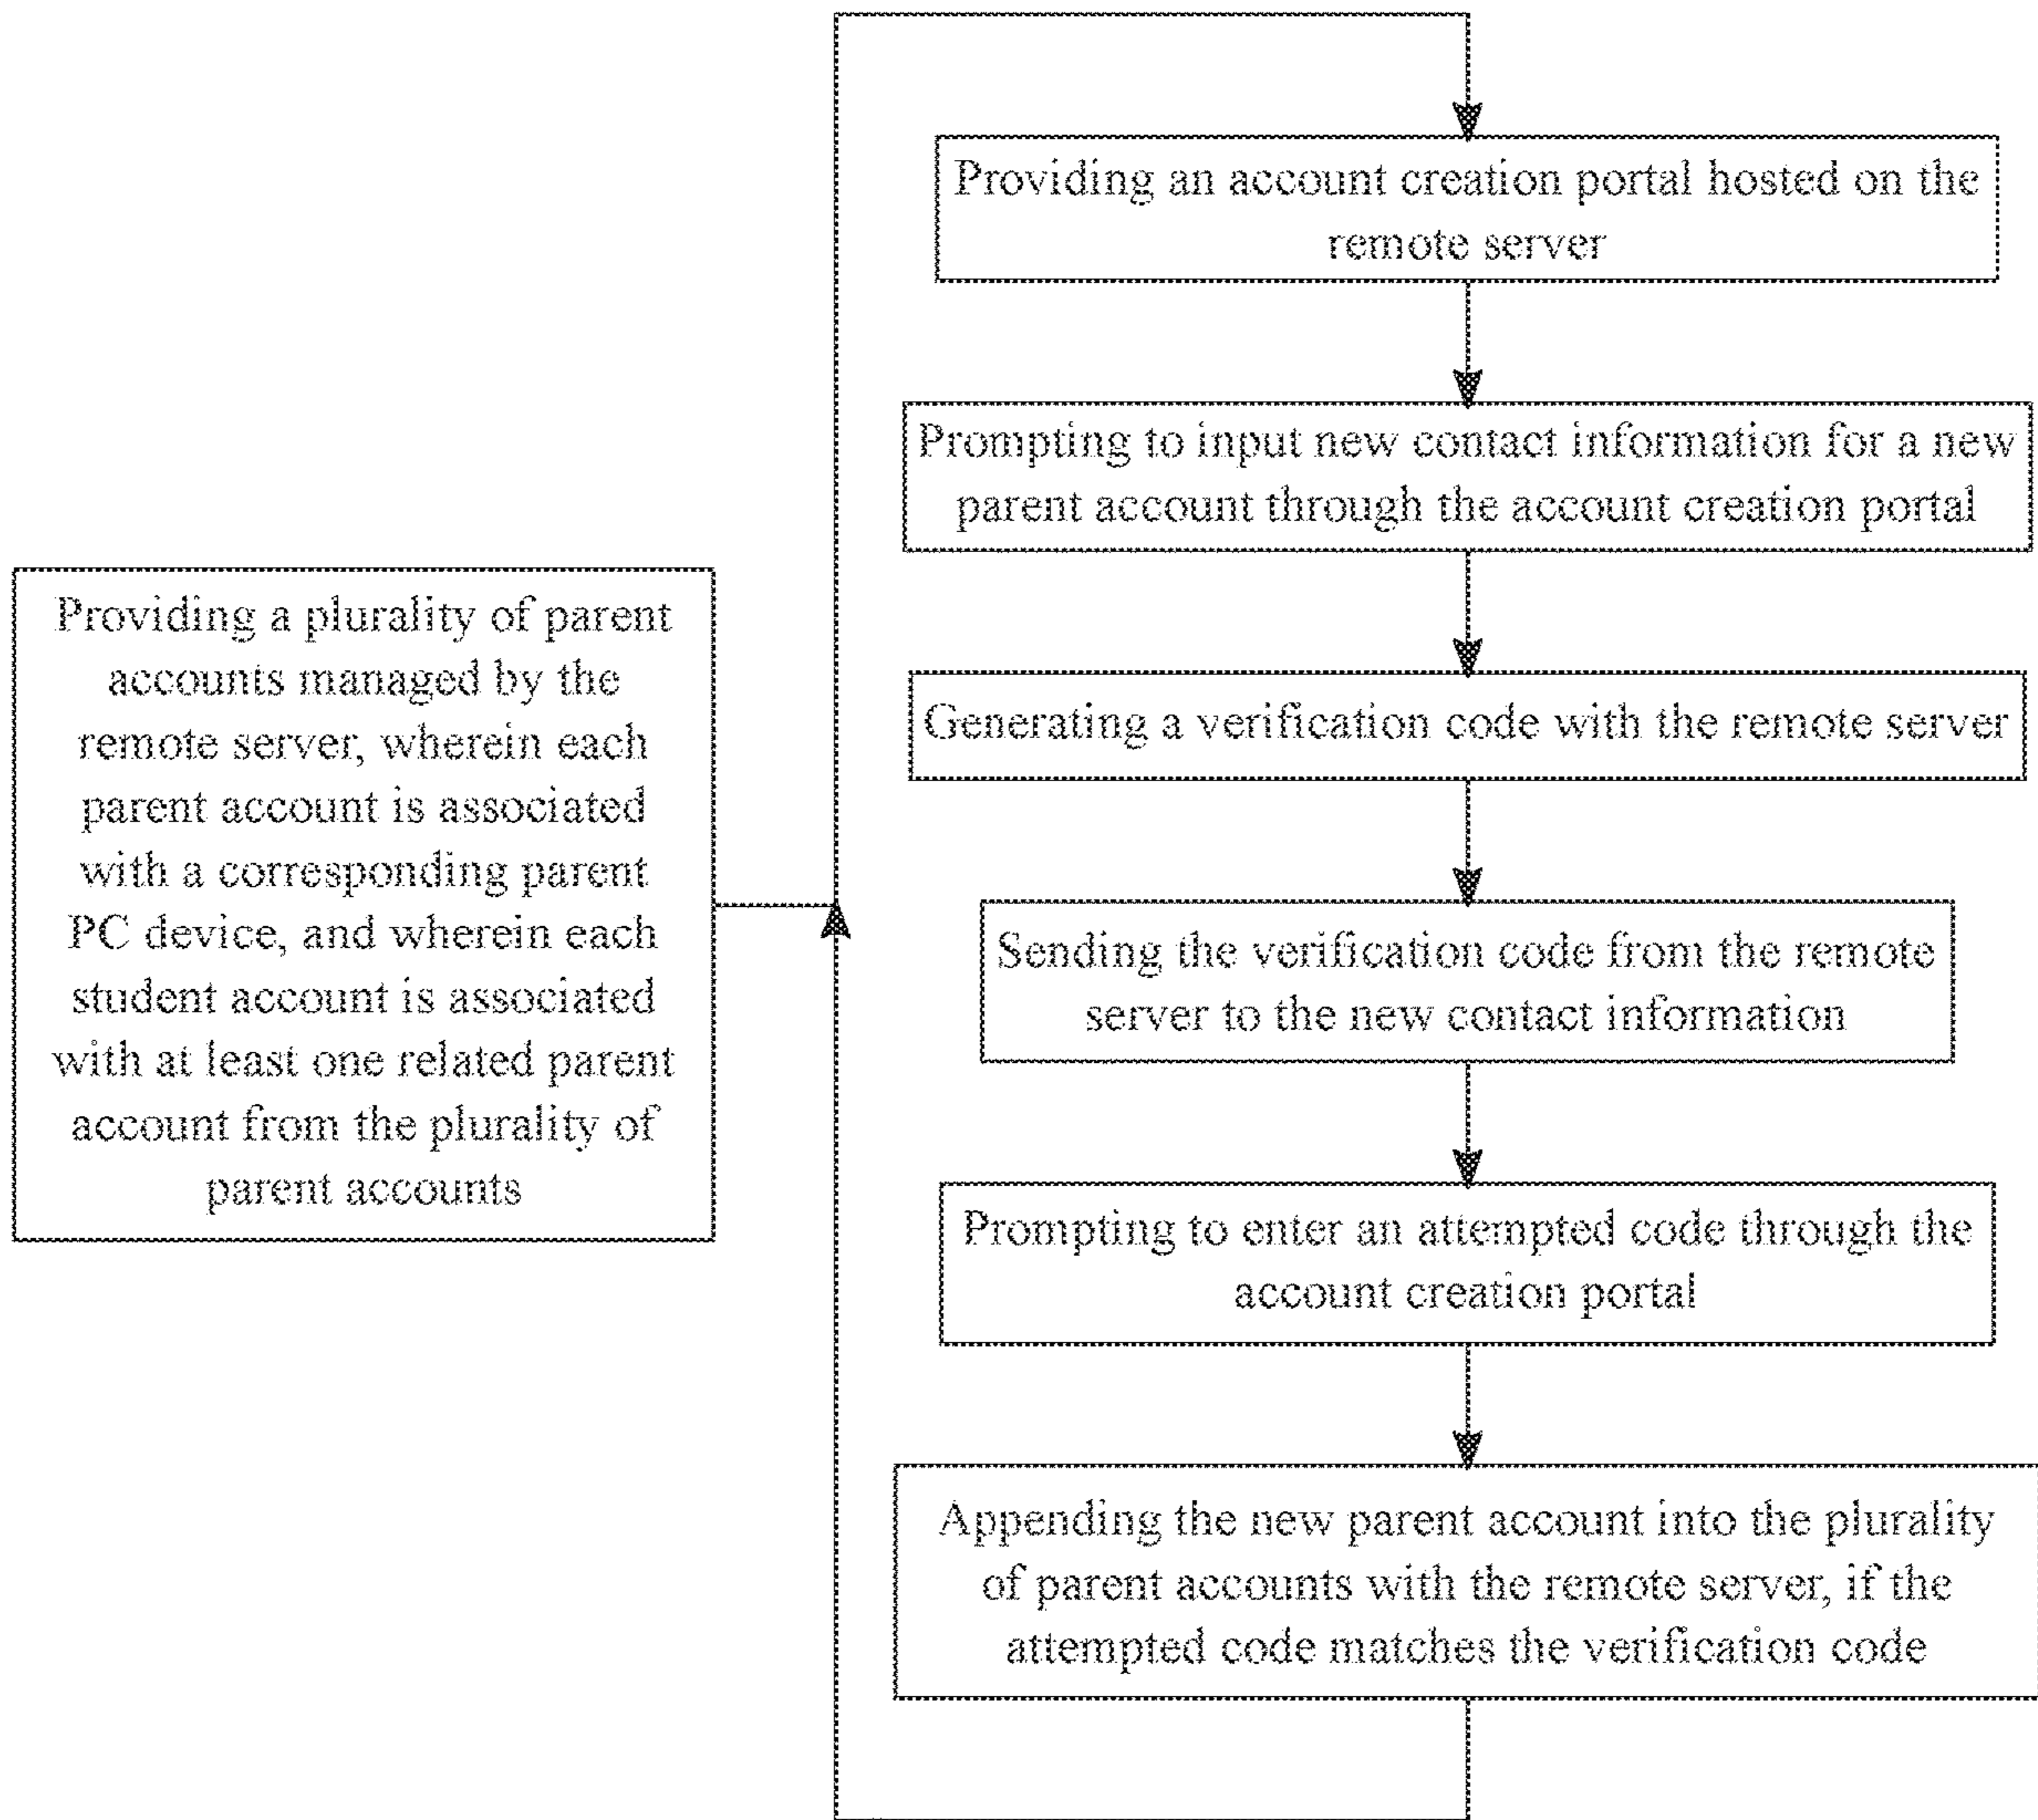 Providing a plurality of parent
accounts managed by the
remote server, wherein each
parent account is associated
with a corresponding parent
PC device, and wherein each
student account is associated
with at least one related parent
account from the plurality of
parent accounts
Providing an account creation portal hosted on the
remote server
Prompting to input new contact information for a new
parent account through the account creation portal
Generating a verification code with the remote server
Sending the verification code from the remote
server to the new contact information
Prompting to enter an attempted code through the
account creation portal
Appending the new parent account into the plurality
of parent accounts with the remote server, if the
attempted code matches the verification code